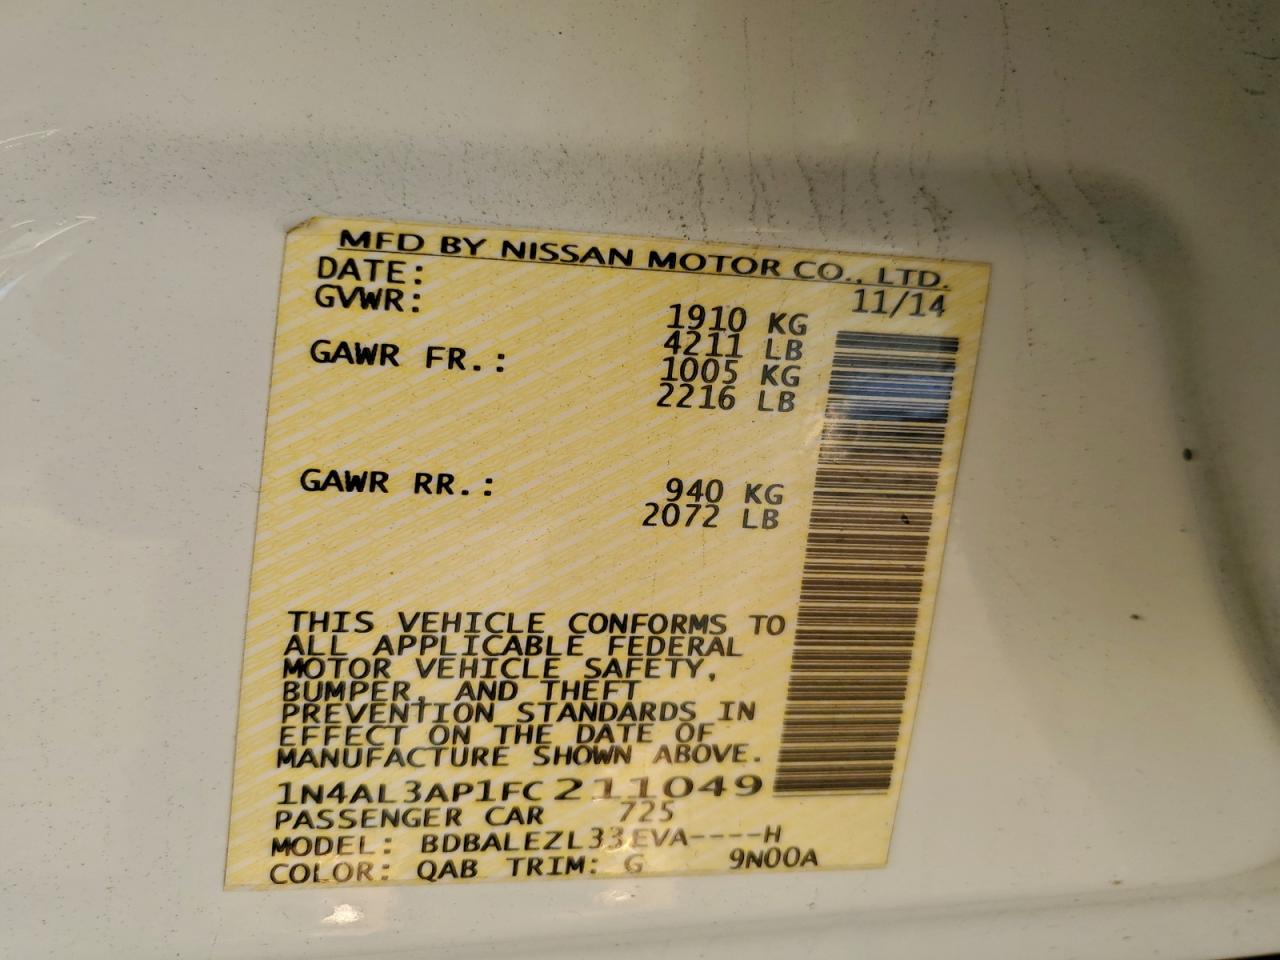 MFD BY NISSAN MOTOR CO., LTD.
DATE: 11/14
GVWR: 1910 KG
4211 LB
GAWR FR.: 1005 KG
2216 LB
GAWR RR.: 940 KG
2072 LB
THIS VEHICLE CONFORMS TO
ALL APPLICABLE FEDERAL
MOTOR VEHICLE SAFETY,
BUMPER, AND THEFT
PREVENTION STANDARDS IN
EFFECT ON THE DATE OF
MANUFACTURE SHOWN ABOVE.
1N4AL3AP1FC211049
PASSENGER CAR 725
MODEL: BDBALEZL33EVA----H
COLOR: QAB TRIM: G 9N00A